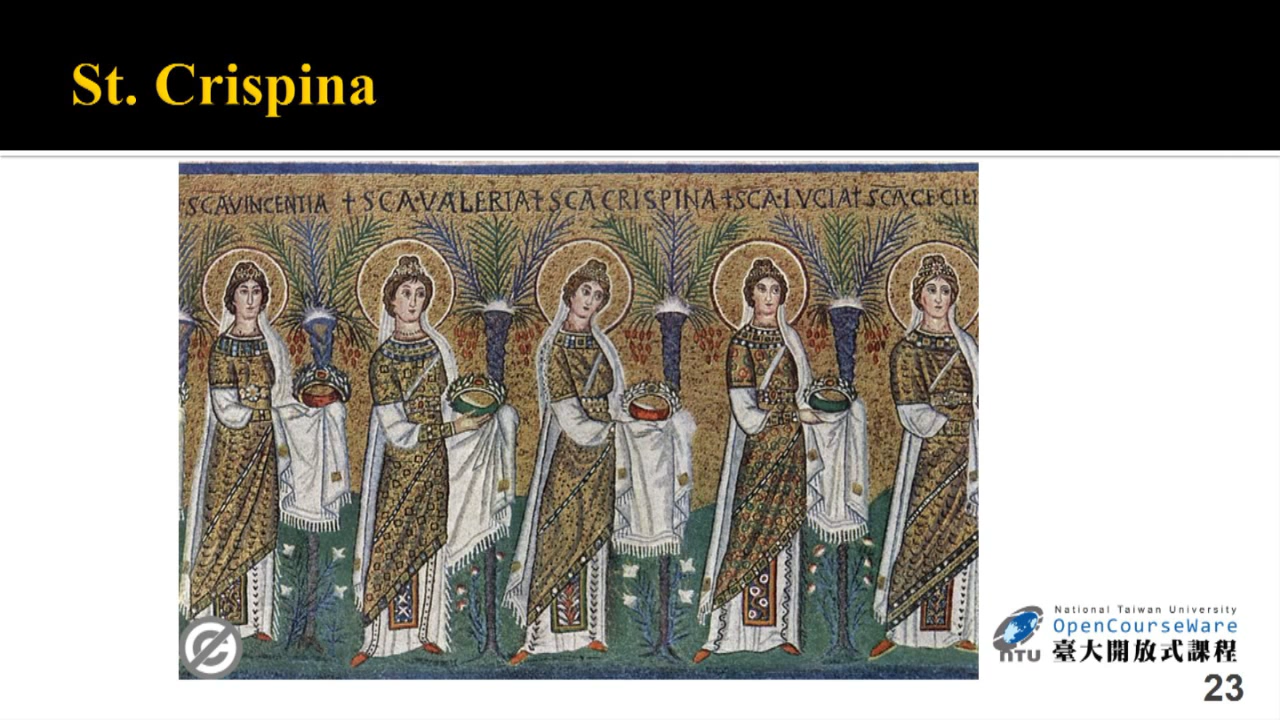 St. Crispina
SCAVINCENTIA + SCA·VALERIA + SCA CRISPINA + SCA·LVCIA + SCA·CECILI
National Taiwan University
OpenCourseWare
NTU 臺大開放式課程
23